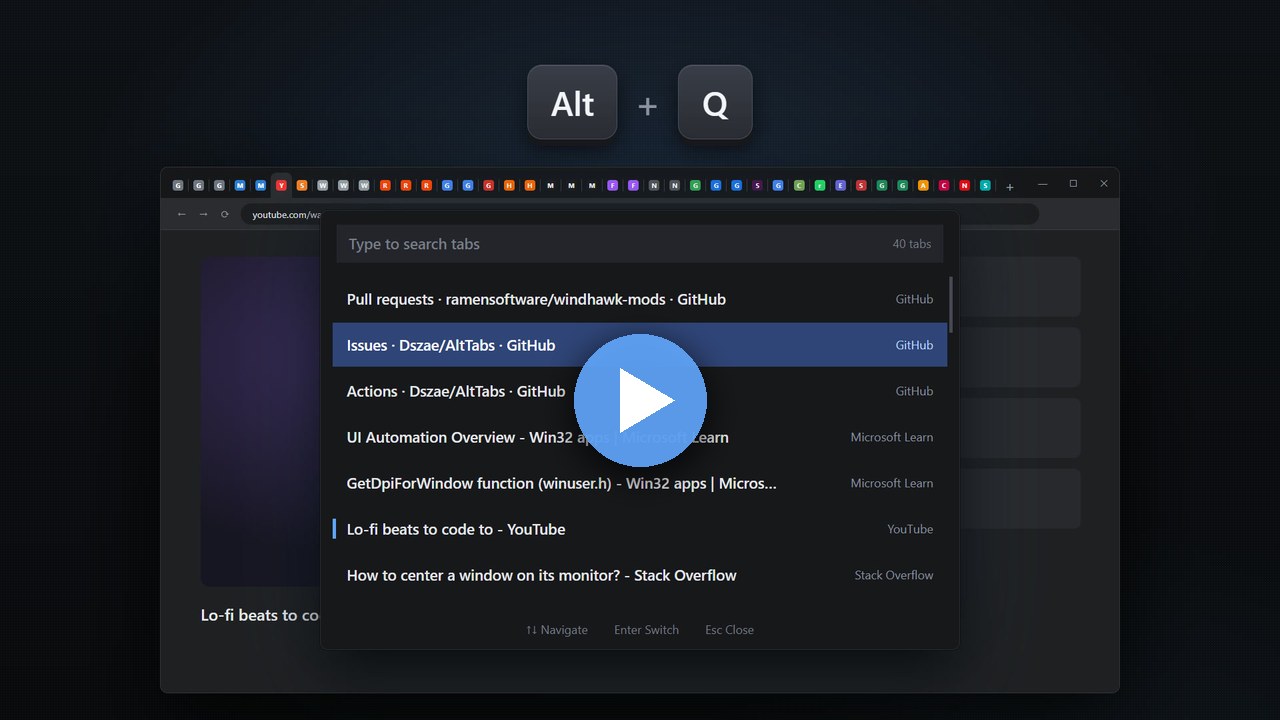 Alt + Q
G G G M M Y S W W W R R R G G G H H M M M F F N N G G G S G C r E S G G A C N S +
← → youtube.com/wa
Type to search tabs 40 tabs
Pull requests · ramensoftware/windhawk-mods · GitHub GitHub
Issues · Dszae/AltTabs · GitHub GitHub
Actions · Dszae/AltTabs · GitHub GitHub
UI Automation Overview - Win32 apps | Microsoft Learn Microsoft Learn
GetDpiForWindow function (winuser.h) - Win32 apps | Micros... Microsoft Learn
Lo-fi beats to code to - YouTube YouTube
How to center a window on its monitor? - Stack Overflow Stack Overflow
Lo-fi beats to co
↑↓ Navigate Enter Switch Esc Close